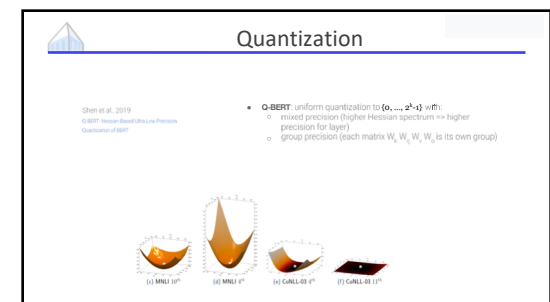 Quantization
Shen et al., 2019
Q-BERT: Hessian Based Ultra Low Precision
Quantization of BERT
● Q-BERT: uniform quantization to {0, ..., 2ᵏ-1} with:
○ mixed precision (higher Hessian spectrum => higher
precision for layer)
○ group precision (each matrix Wₖ W_q Wᵥ Wₒ is its own group)
(c) MNLI 10ᵗʰ
(d) MNLI 4ᵗʰ
(e) CoNLL-03 4ᵗʰ
(f) CoNLL-03 11ᵗʰ